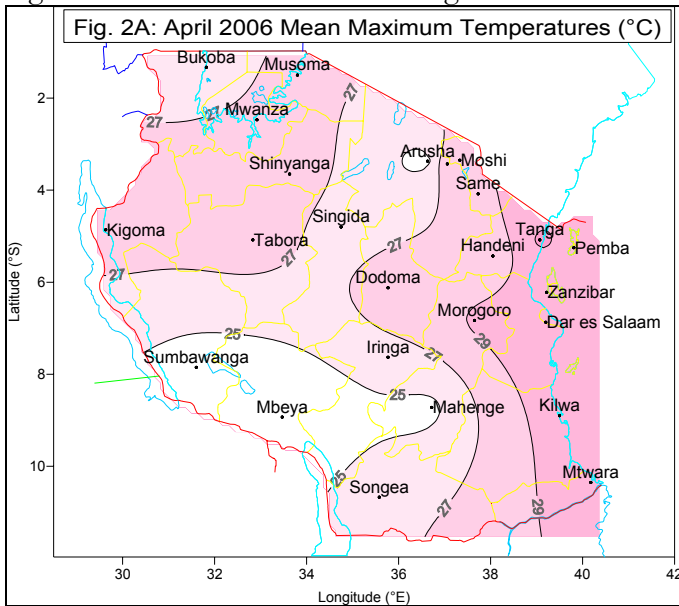 Fig. 2A: April 2006 Mean Maximum Temperatures (°C)
Bukoba
Musoma
2
27
27
27
Mwanza
Arusha
Moshi
Shinyanga
4
Same
Singida
Tanga
Kigoma
Tabora
27
Handeni
Pemba
27
27
Dodoma
6
Zanzibar
Morogoro
Dar es Salaam
25
29
Sumbawanga
Iringa
27
8
25
Mbeya
Mahenge
Kilwa
10
25
Mtwara
Songea
27
29
30 32 34 36 38 40 42
Latitude (°S)
Longitude (°E)